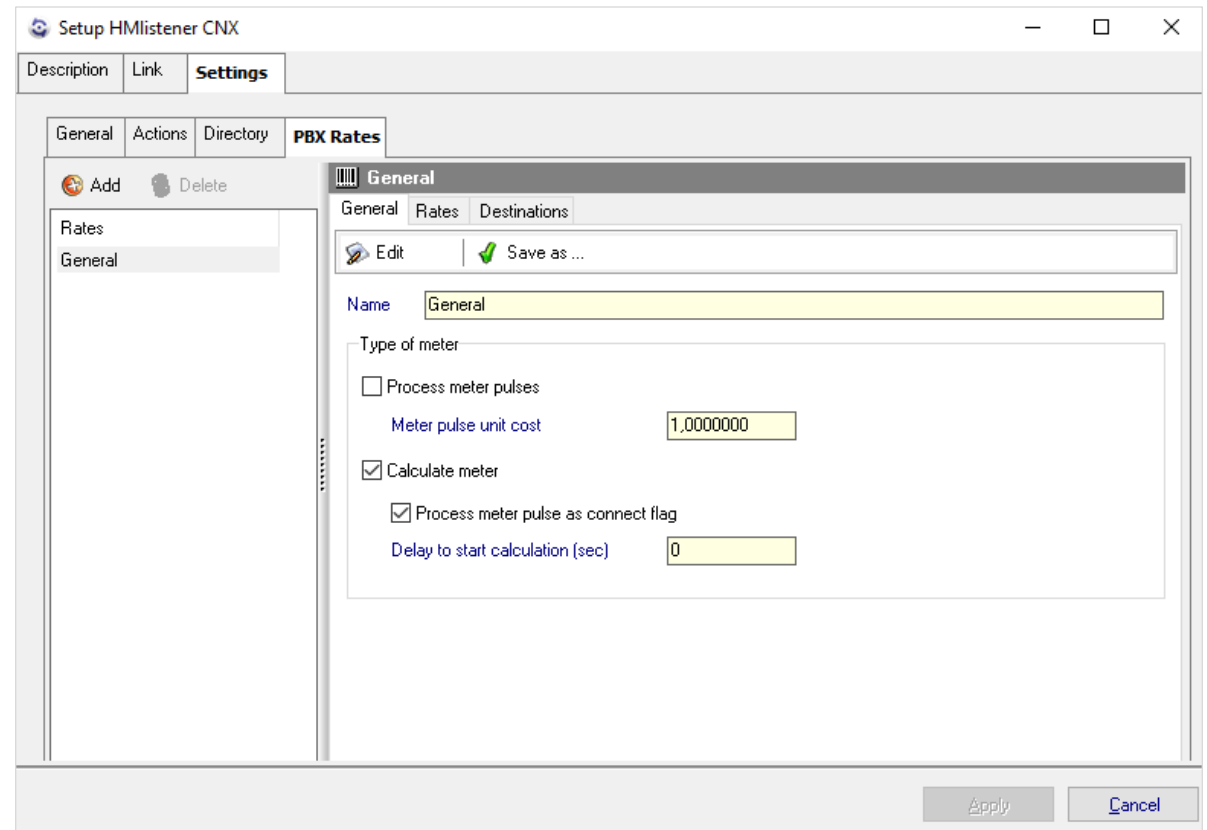 Setup HMlistener CNX
Description Link Settings
General Actions Directory PBX Rates
Add Delete
General
General Rates Destinations
Rates
General
Edit Save as ...
Name General
Type of meter
Process meter pulses
Meter pulse unit cost 1,0000000
Calculate meter
Process meter pulse as connect flag
Delay to start calculation (sec) 0
Apply Cancel